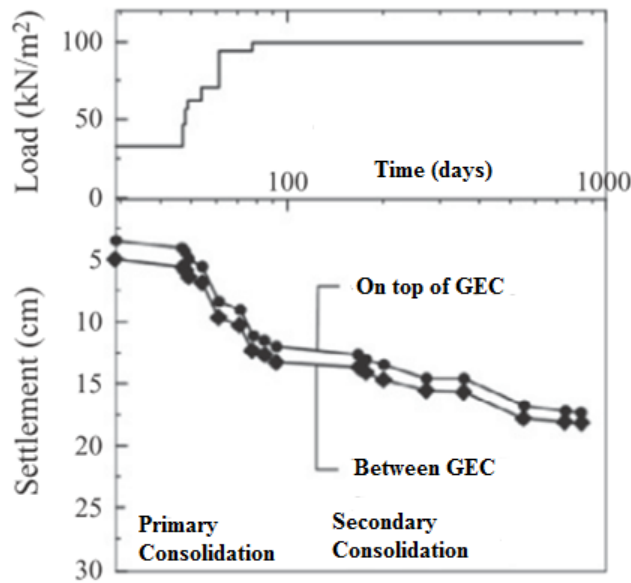 Load (kN/m²)
100
50
0
Time (days)
100
1000
Settlement (cm)
5
10
15
20
25
30
On top of GEC
Between GEC
Primary
Consolidation
Secondary
Consolidation